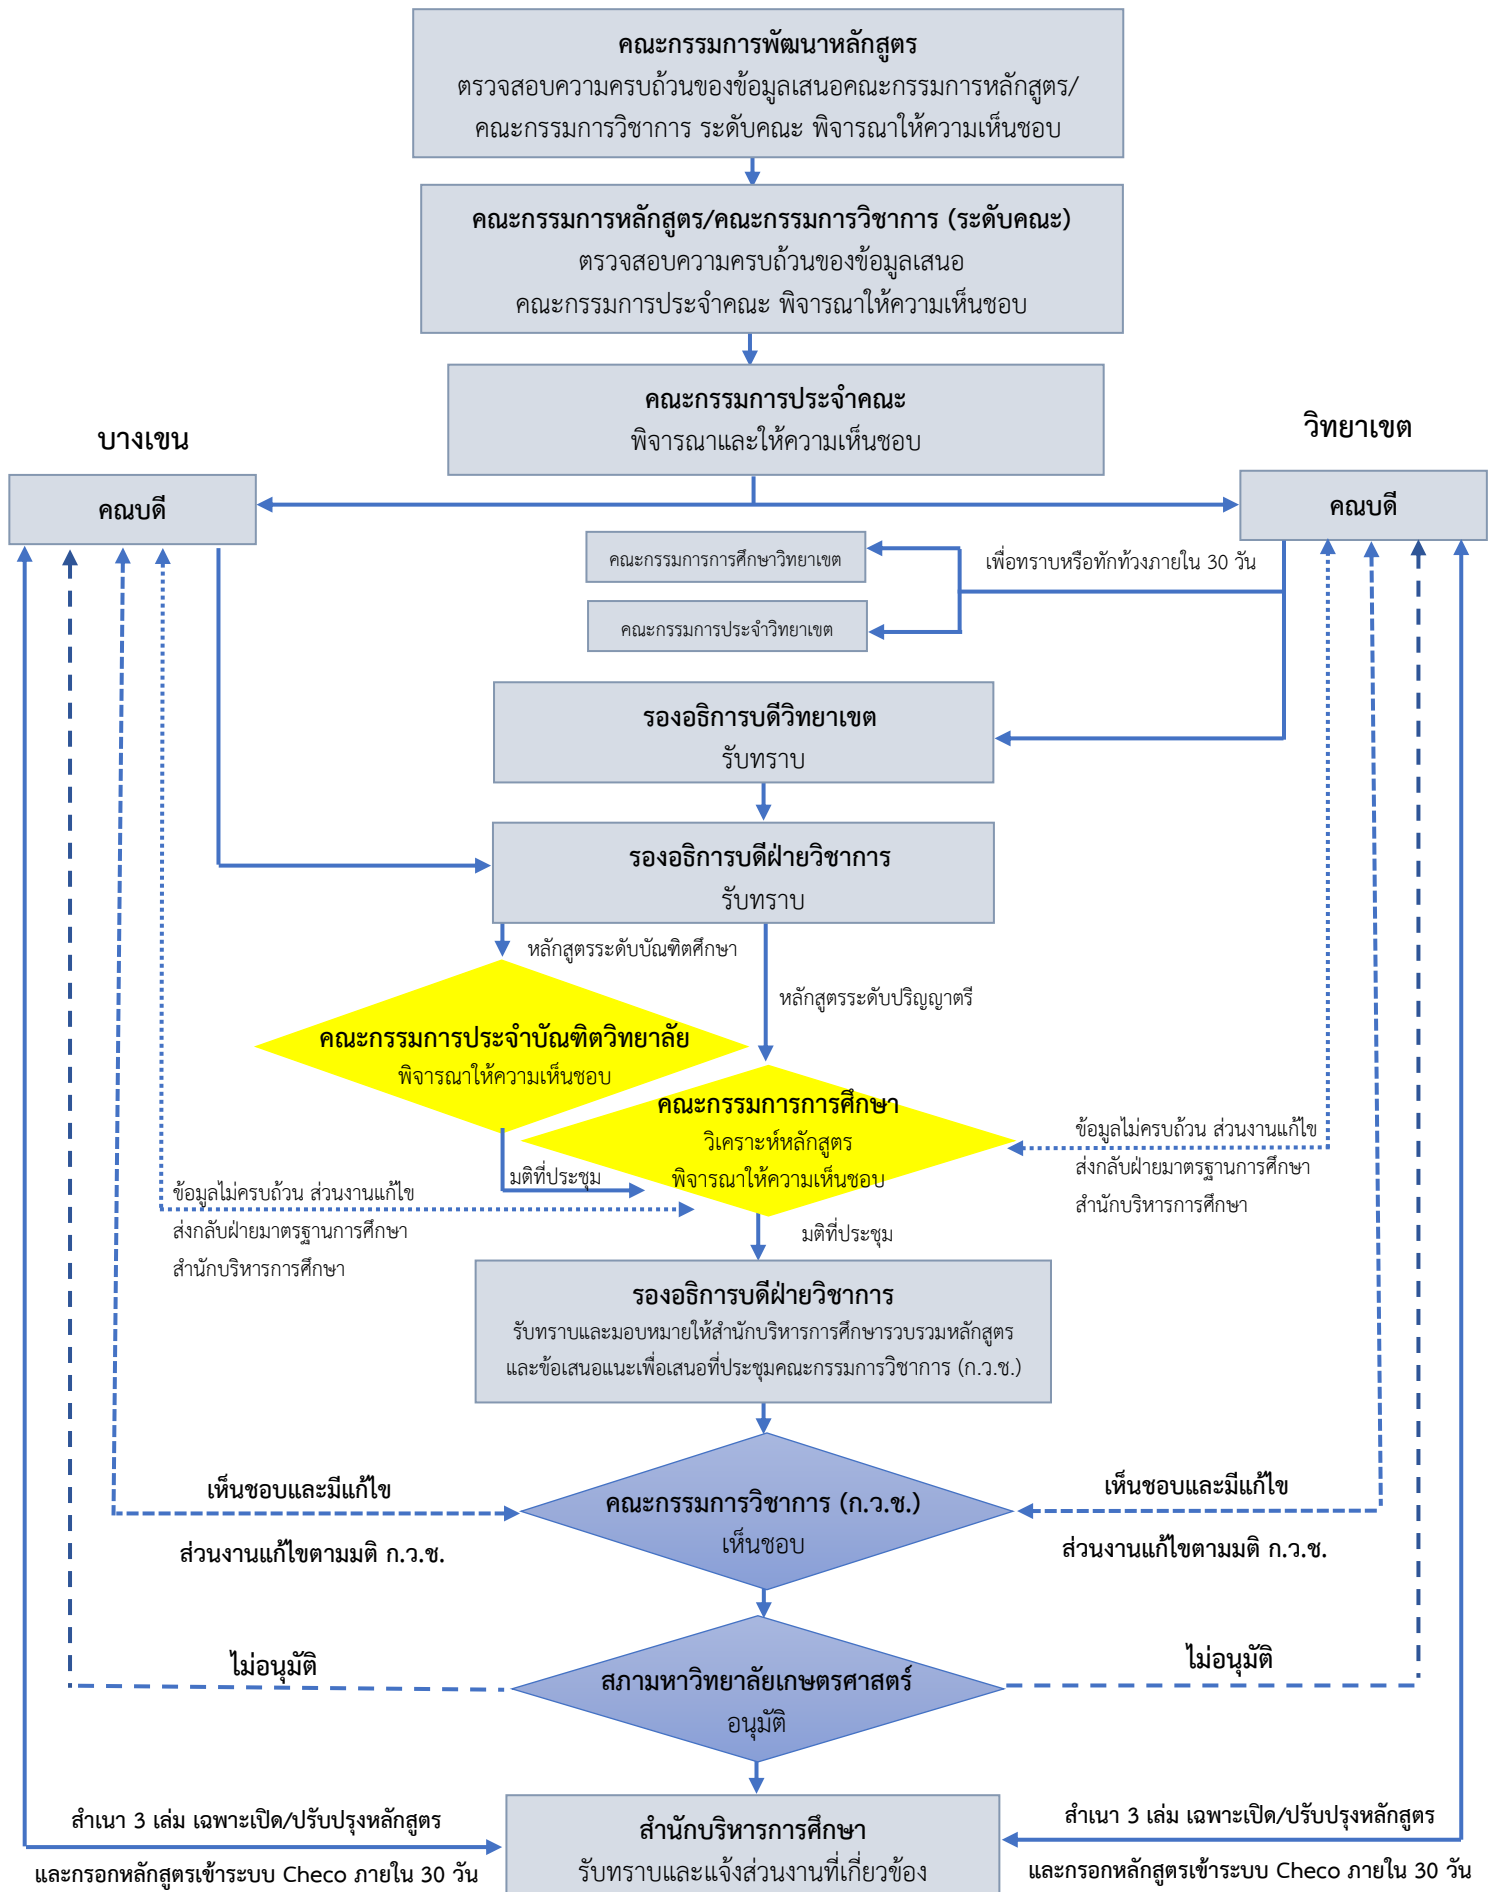 คณะกรรมการพัฒนาหลักสูตร
ตรวจสอบความครบถ้วนของข้อมูลเสนอคณะกรรมการหลักสูตร/
คณะกรรมการวิชาการ ระดับคณะ พิจารณาให้ความเห็นชอบ
คณะกรรมการหลักสูตร/คณะกรรมการวิชาการ (ระดับคณะ)
ตรวจสอบความครบถ้วนของข้อมูลเสนอ
คณะกรรมการประจำคณะ พิจารณาให้ความเห็นชอบ
คณะกรรมการประจำคณะ
พิจารณาและให้ความเห็นชอบ
บางเขน
วิทยาเขต
คณบดี
คณบดี
คณะกรรมการการศึกษาวิทยาเขต
เพื่อทราบหรือทักท้วงภายใน 30 วัน
คณะกรรมการประจำวิทยาเขต
รองอธิการบดีวิทยาเขต
รับทราบ
รองอธิการบดีฝ่ายวิชาการ
รับทราบ
หลักสูตรระดับบัณฑิตศึกษา
หลักสูตรระดับปริญญาตรี
คณะกรรมการประจำบัณฑิตวิทยาลัย
พิจารณาให้ความเห็นชอบ
คณะกรรมการการศึกษา
วิเคราะห์หลักสูตร
พิจารณาให้ความเห็นชอบ
ข้อมูลไม่ครบถ้วน ส่วนงานแก้ไข
ส่งกลับฝ่ายมาตรฐานการศึกษา
สำนักบริหารการศึกษา
มติที่ประชุม
ข้อมูลไม่ครบถ้วน ส่วนงานแก้ไข
ส่งกลับฝ่ายมาตรฐานการศึกษา
สำนักบริหารการศึกษา
มติที่ประชุม
รองอธิการบดีฝ่ายวิชาการ
รับทราบและมอบหมายให้สำนักบริหารการศึกษารวบรวมหลักสูตร
และข้อเสนอแนะเพื่อเสนอที่ประชุมคณะกรรมการวิชาการ (ก.ว.ช.)
เห็นชอบและมีแก้ไข
ส่วนงานแก้ไขตามมติ ก.ว.ช.
คณะกรรมการวิชาการ (ก.ว.ช.)
เห็นชอบ
เห็นชอบและมีแก้ไข
ส่วนงานแก้ไขตามมติ ก.ว.ช.
ไม่อนุมัติ
สภามหาวิทยาลัยเกษตรศาสตร์
อนุมัติ
ไม่อนุมัติ
สำเนา 3 เล่ม เฉพาะเปิด/ปรับปรุงหลักสูตร
และกรอกหลักสูตรเข้าระบบ Checo ภายใน 30 วัน
สำนักบริหารการศึกษา
รับทราบและแจ้งส่วนงานที่เกี่ยวข้อง
สำเนา 3 เล่ม เฉพาะเปิด/ปรับปรุงหลักสูตร
และกรอกหลักสูตรเข้าระบบ Checo ภายใน 30 วัน